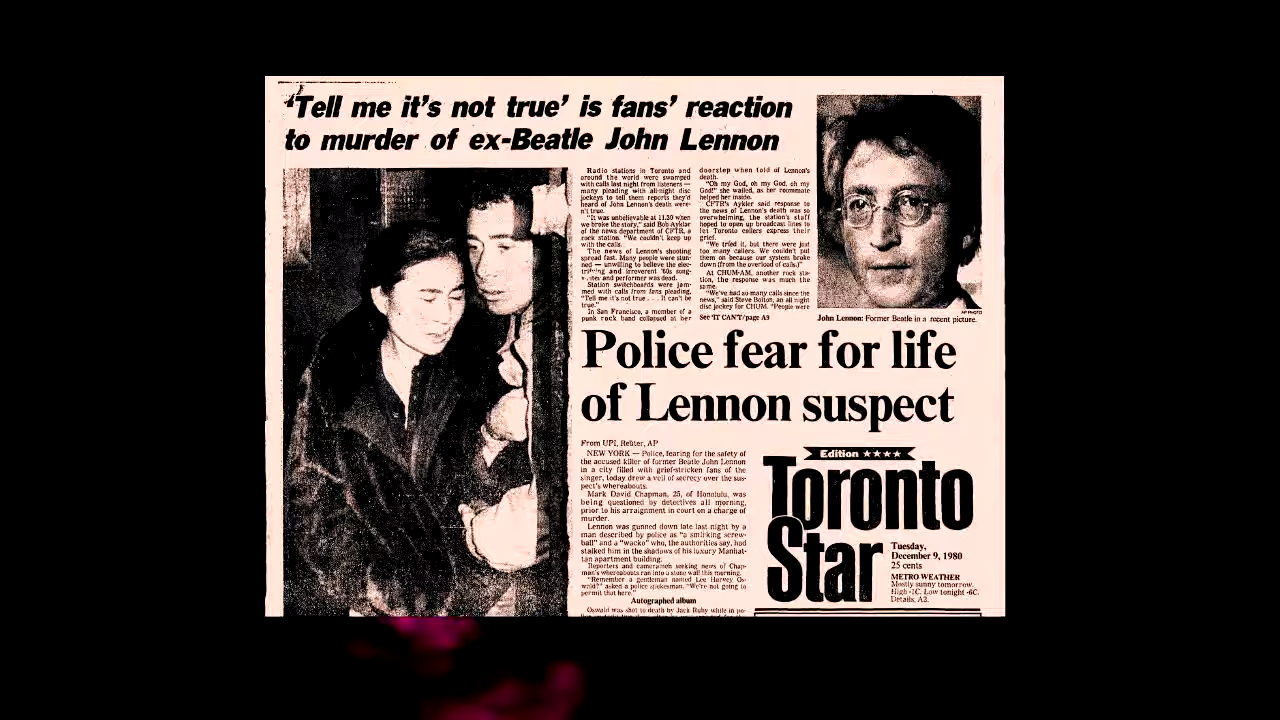 'Tell me it's not true' is fans' reaction
to murder of ex-Beatle John Lennon
Radio stations in Toronto and
around the world were swamped
with calls last night from listeners —
many pleading with all-night disc
jockeys to tell them reports they'd
heard of John Lennon's death were-
n't true.
"It was unbelievable at 11.30 when
we broke the story," said Bob Aykler
of the news department of CFTR, a
rock station. "We couldn't keep up
with the calls.
The news of Lennon's shooting
spread fast. Many people were stun-
ned — unwilling to believe the elec-
trifying and irreverent '60s song-
and performer was dead.
Station switchboards were jam-
med with calls from fans pleading,
"Tell me it's not true . . . It can't be
true."
In San Francisco, a member of a
punk rock band collapsed at her
doorstep when told of Lennon's
death.
"Oh my God, oh my God, oh my
God!" she wailed, as her roommate
helped her inside.
CFTR's Aykler said response to
the news of Lennon's death was so
overwhelming, the station's staff
hoped to open up broadcast lines to
let Toronto callers express their
grief.
"We tried it, but there were just
too many callers. We couldn't put
them on because our system broke
down (from the overload of calls.)"
At CHUM-AM, another rock sta-
tion, the response was much the
same.
"We've had so many calls since the
news," said Steve Bolton, an all night
disc jockey for CHUM. "People were
See 'IT CAN'T/page A3
AP PHOTO
John Lennon: Former Beatle in a recent picture.
Police fear for life
of Lennon suspect
From UPI, Reuter, AP
NEW YORK — Police, fearing for the safety of
the accused killer of former Beatle John Lennon
in a city filled with grief-stricken fans of the
singer, today drew a veil of secrecy over the sus-
pect's whereabouts.
Mark David Chapman, 25, of Honolulu, was
being questioned by detectives all morning,
prior to his arraignment in court on a charge of
murder.
Lennon was gunned down late last night by a
man described by police as "a smirking screw-
ball" and a "wacko" who, the authorities say, had
stalked him in the shadows of his luxury Manhat-
tan apartment building.
Reporters and cameramen seeking news of Chap-
man's whereabouts ran into a stone wall this morning.
"Remember a gentleman named Lee Harvey Os-
wald?" asked a police spokesman. "We're not going to
permit that here."
Autographed album
Oswald was shot to death by Jack Ruby while in po-
Edition ★★★★
Toronto
Star
Tuesday,
December 9, 1980
25 cents
METRO WEATHER
Mostly sunny tomorrow.
High -1C. Low tonight -6C.
Details, A2.